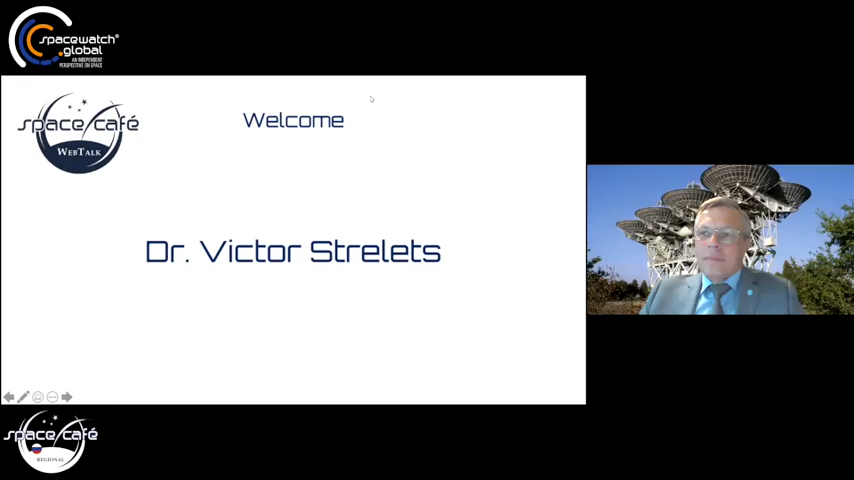 spacewatch®
.global
AN INDEPENDENT
PERSPECTIVE ON SPACE
space café
WEBTALK
Welcome
Dr. Victor Strelets
space café
REGIONAL